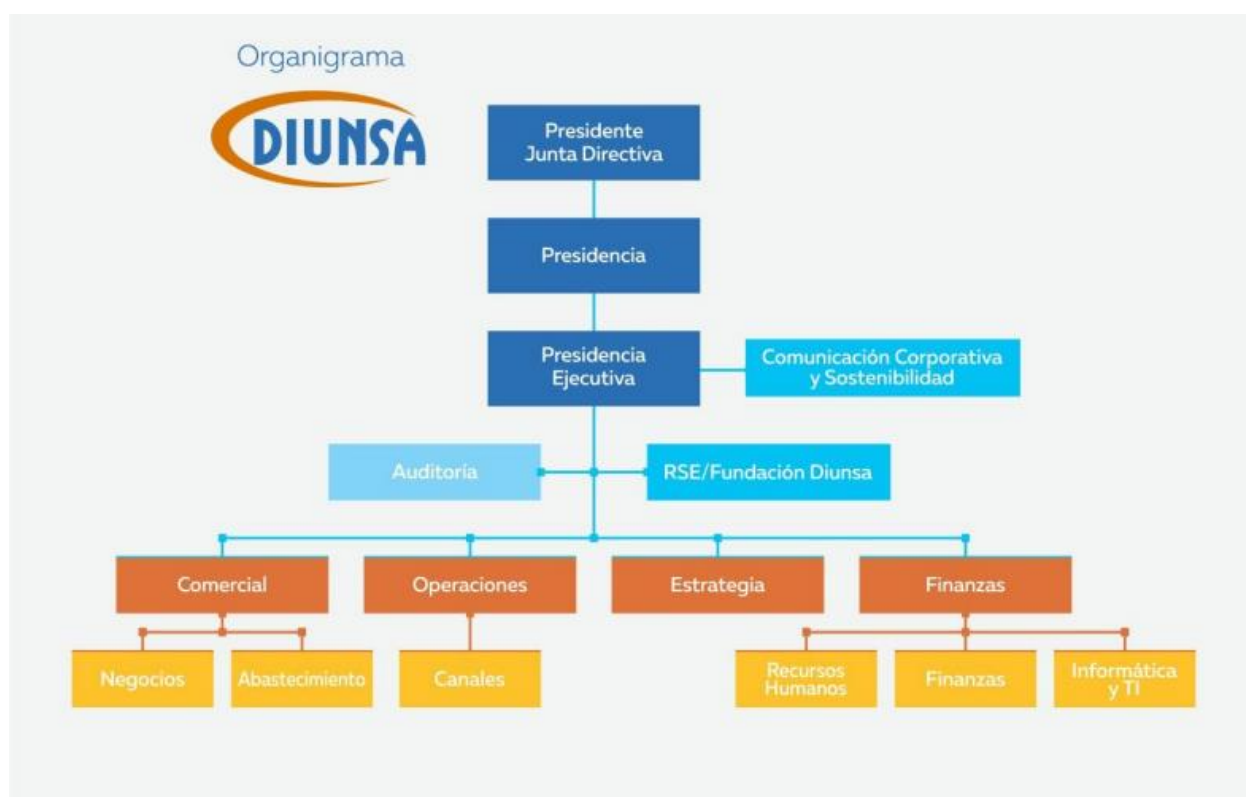 Organigrama
DIUNSA
Presidente
Junta Directiva
Presidencia
Presidencia
Ejecutiva
Comunicación Corporativa
y Sostenibilidad
Auditoría
RSE/Fundación Diunsa
Comercial
Operaciones
Estrategia
Finanzas
Negocios
Abastecimiento
Canales
Recursos
Humanos
Finanzas
Informática
y TI